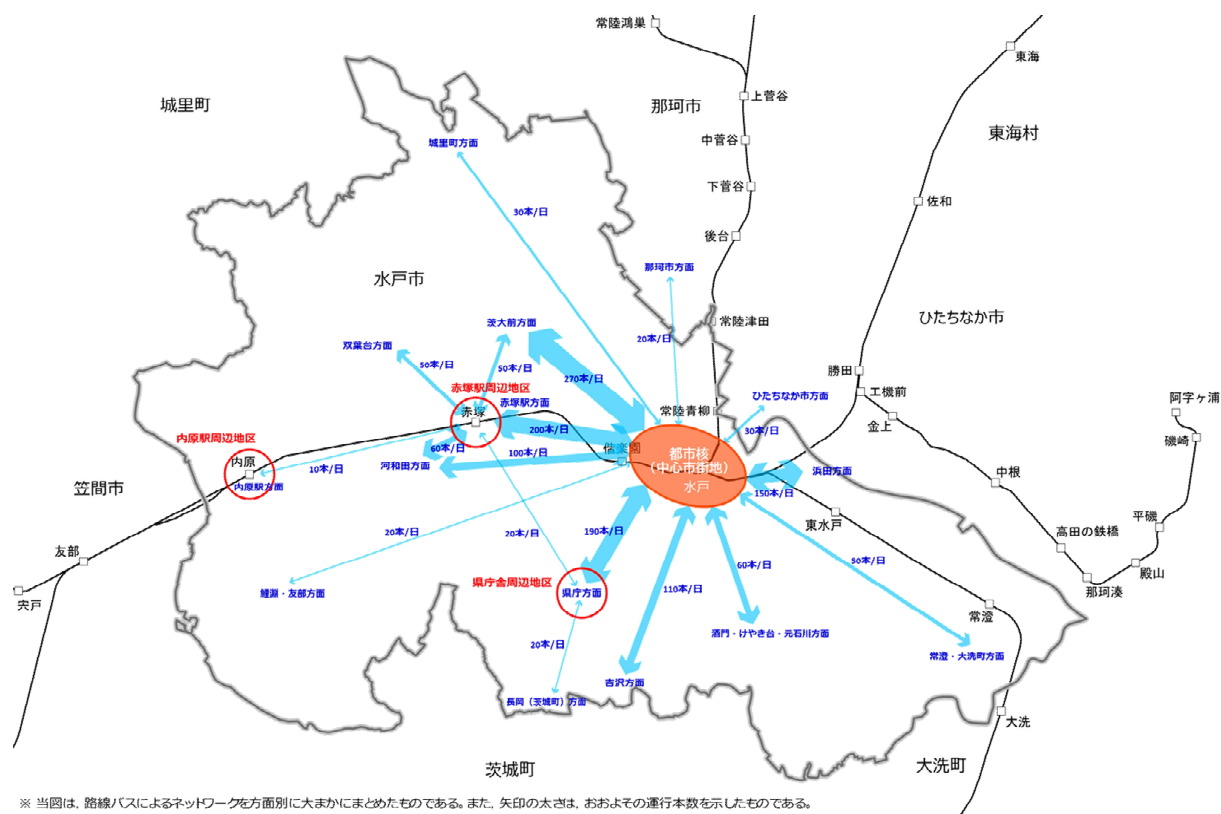 常陸鴻巣
東海
城里町
上菅谷
那珂市
東海村
中菅谷
城里町方面
下菅谷
佐和
30本/日
後台
那珂市方面
水戸市
常陸津田
ひたちなか市
茨大前方面
20本/日
双葉台方面
50本/日
50本/日
270本/日
勝田
赤塚駅周辺地区
工機前
阿字ヶ浦
赤塚
赤塚駅方面
常陸青柳
ひたちなか市方面
金上
200本/日
30本/日
磯崎
内原駅周辺地区
60本/日
100本/日
偕楽園
都市核
(中心市街地)
水戸
内原
10本/日
河和田方面
浜田方面
中根
笠間市
内原駅方面
150本/日
東水戸
平磯
20本/日
20本/日
190本/日
高田の鉄橋
友部
50本/日
60本/日
殿山
県庁舎周辺地区
県庁方面
110本/日
那珂湊
宍戸
鯉淵・友部方面
常澄
酒門・けやき台・元石川方面
20本/日
常澄・大洗町方面
吉沢方面
長岡(茨城町)方面
大洗
茨城町
大洗町
※ 当図は，路線バスによるネットワークを方面別に大まかにまとめたものである。また，矢印の太さは，おおよその運行本数を示したものである。